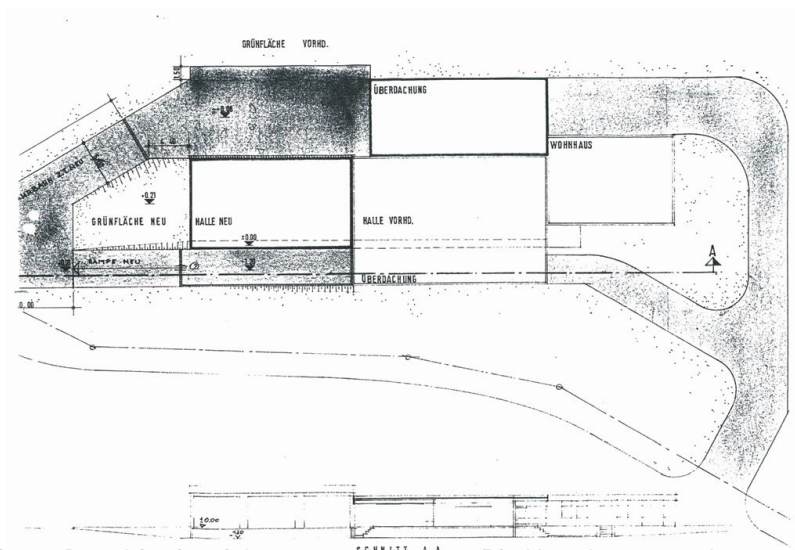 GRÜNFLÄCHE VORHD.
ÜBERDACHUNG
WOHNHAUS
+0.21
GRÜNFLÄCHE NEU
HALLE NEU
HALLE VORHD.
±0.00
RAMPE NEU
A
ÜBERDACHUNG
0,00
±0.00
SCHNITT A A